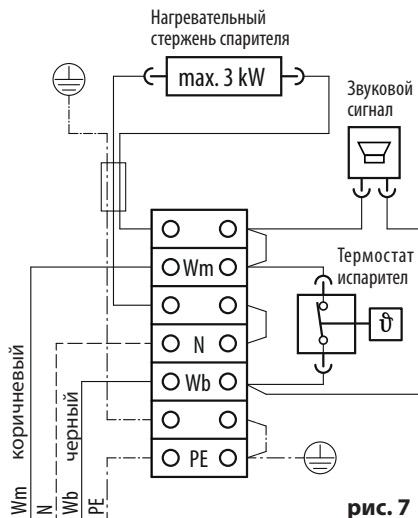 Нагревательный
стержень спарителя
max. 3 kW
Звуковой
сигнал
Wm
Термостат
испарител
ϑ
N
Wb
PE
Wm коричневый
N
Wb черный
PE
рис. 7